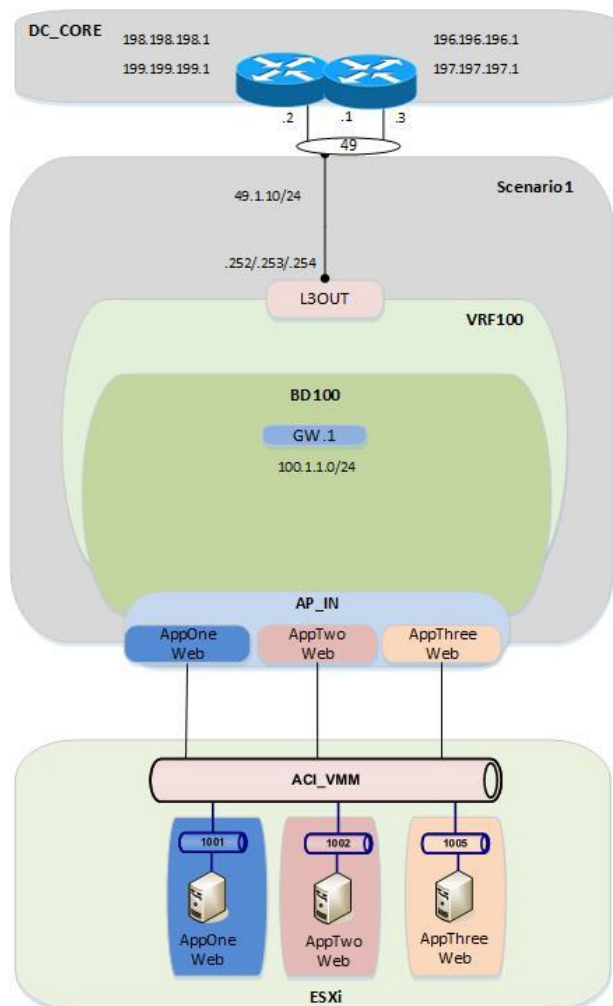 DC_CORE
198.198.198.1
196.196.196.1
199.199.199.1
197.197.197.1
.2
.1
.3
49
Scenario1
49.1.10/24
.252/.253/.254
L3OUT
VRF100
BD100
GW .1
100.1.1.0/24
AP_IN
AppOne
Web
AppTwo
Web
AppThree
Web
ACI_VMM
1001
1002
1005
AppOne
Web
AppTwo
Web
AppThree
Web
ESXi